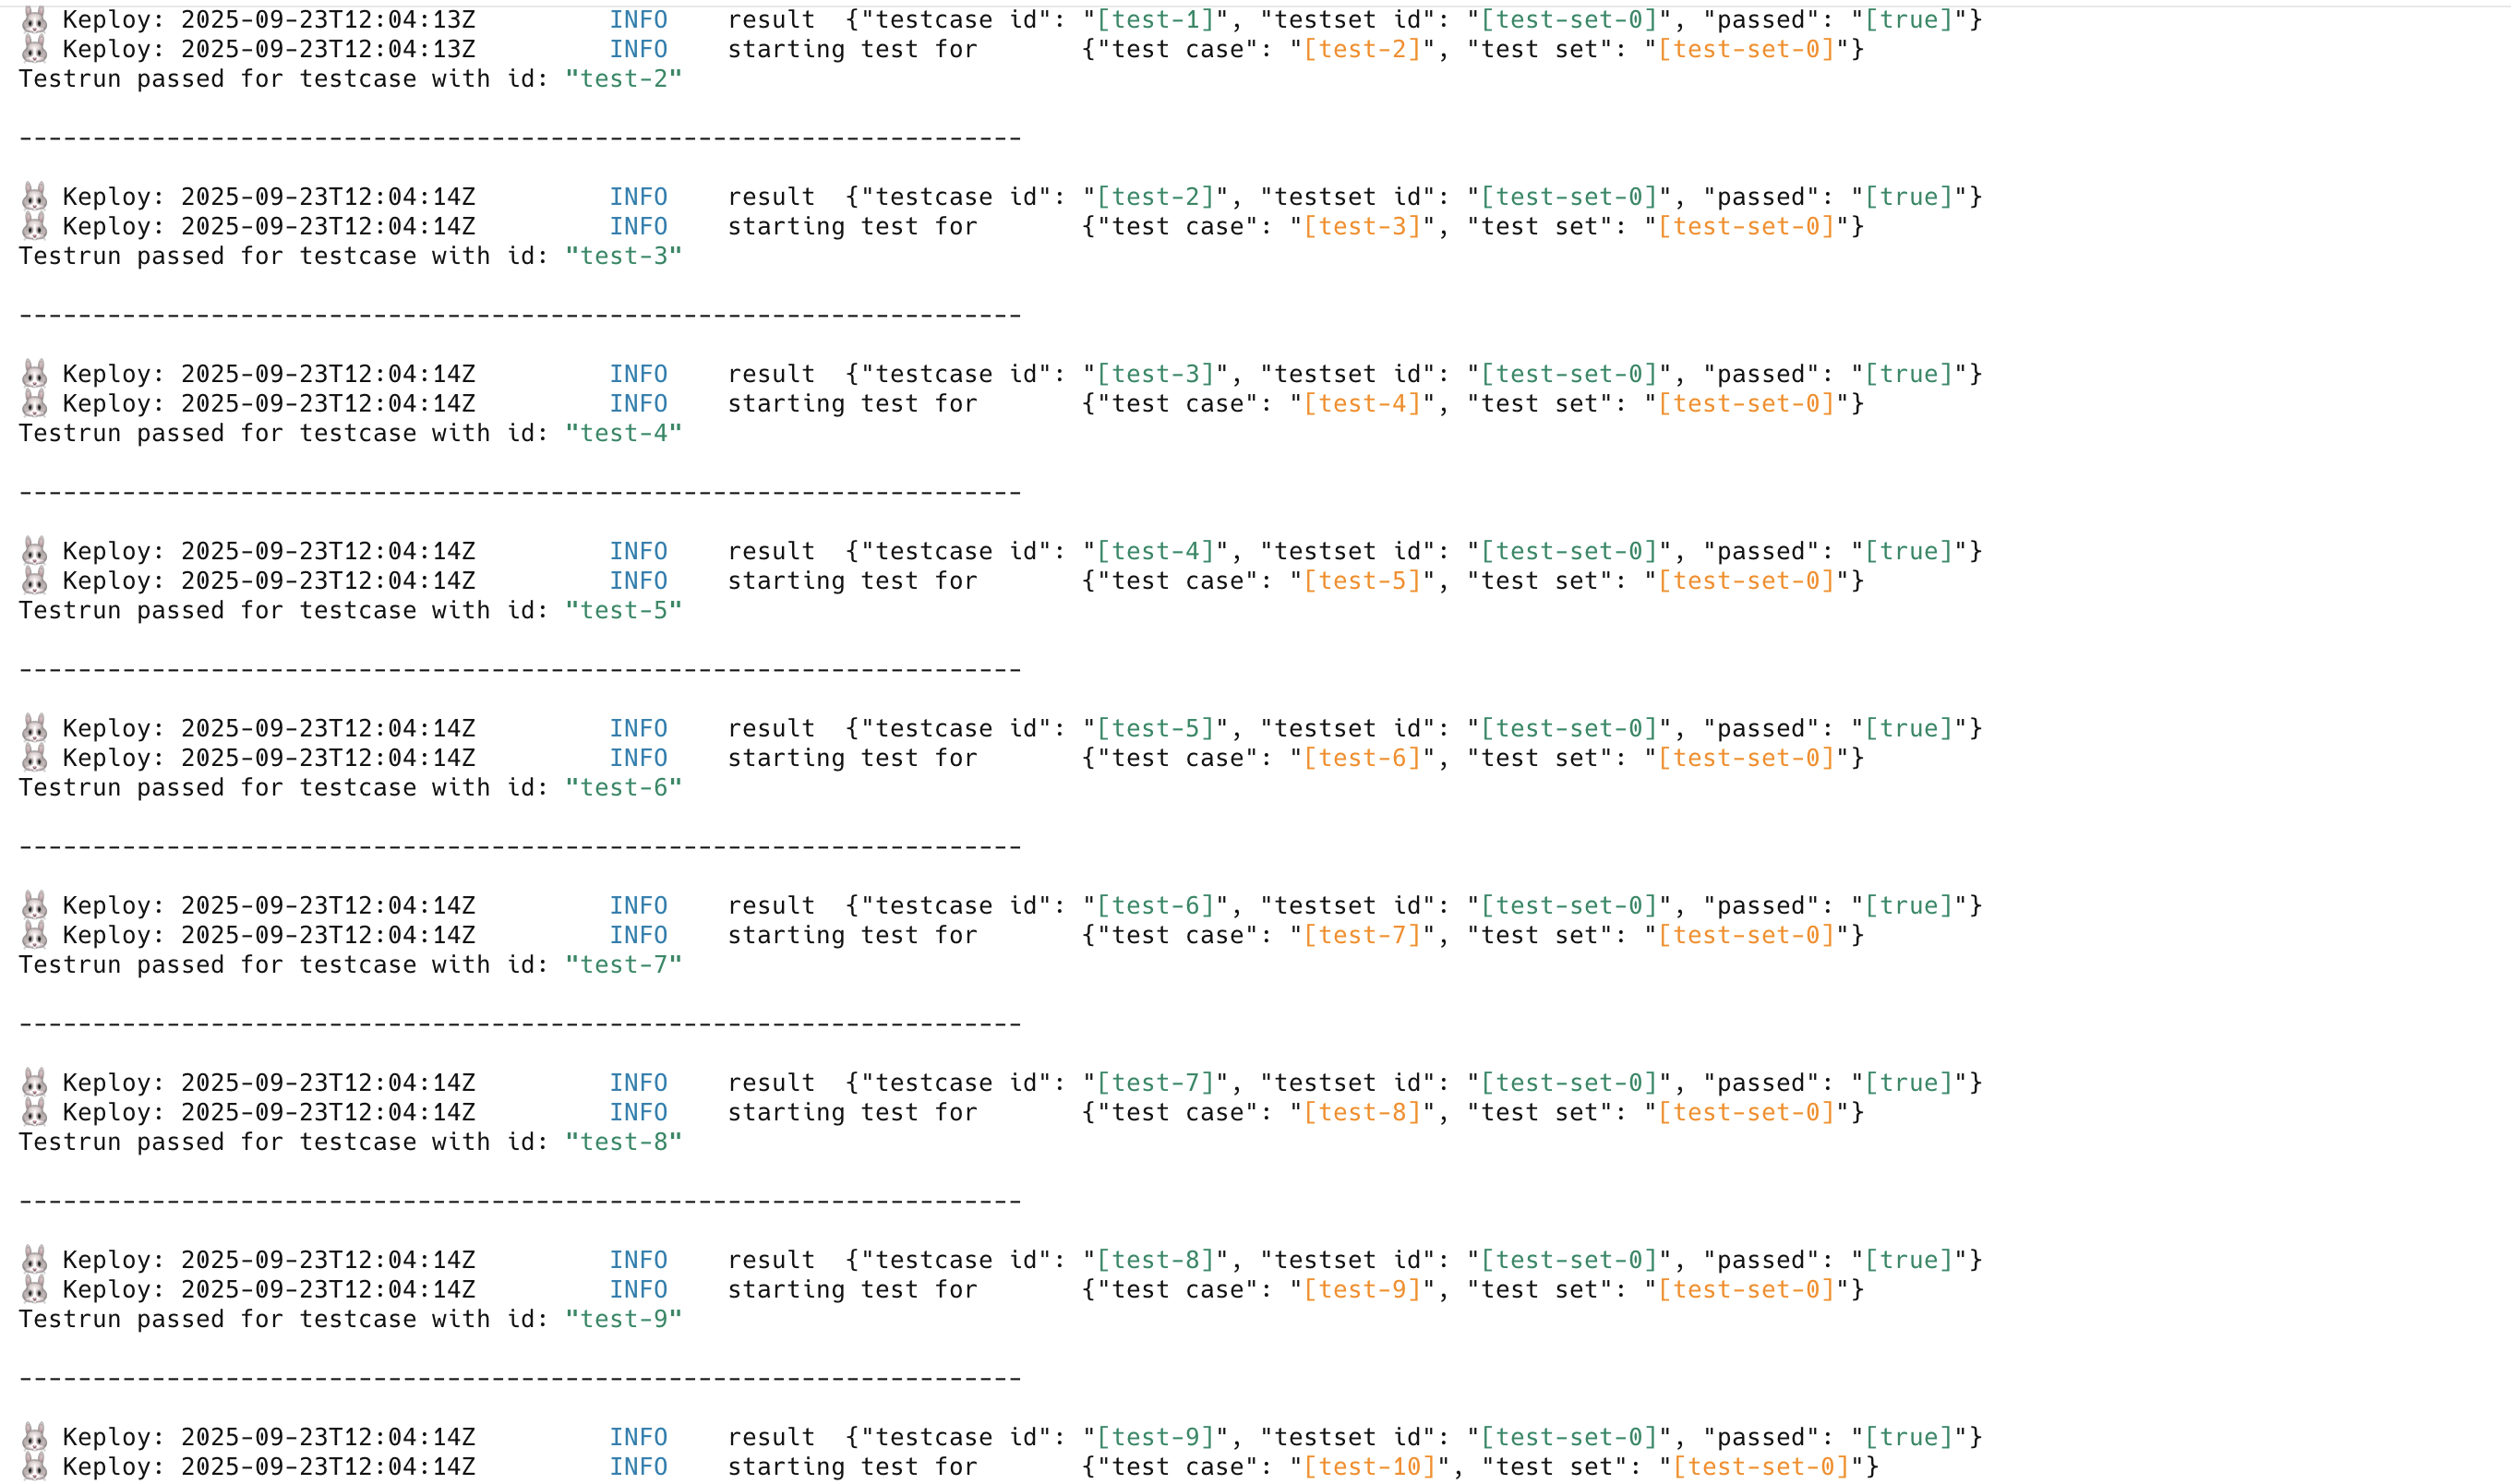 🐰 Keploy: 2025-09-23T12:04:13Z INFO result {"testcase id": "[test-1]", "testset id": "[test-set-0]", "passed": "[true]"}
🐰 Keploy: 2025-09-23T12:04:13Z INFO starting test for {"test case": "[test-2]", "test set": "[test-set-0]"}
Testrun passed for testcase with id: "test-2"
--------------------------------------------------------------------
🐰 Keploy: 2025-09-23T12:04:14Z INFO result {"testcase id": "[test-2]", "testset id": "[test-set-0]", "passed": "[true]"}
🐰 Keploy: 2025-09-23T12:04:14Z INFO starting test for {"test case": "[test-3]", "test set": "[test-set-0]"}
Testrun passed for testcase with id: "test-3"
--------------------------------------------------------------------
🐰 Keploy: 2025-09-23T12:04:14Z INFO result {"testcase id": "[test-3]", "testset id": "[test-set-0]", "passed": "[true]"}
🐰 Keploy: 2025-09-23T12:04:14Z INFO starting test for {"test case": "[test-4]", "test set": "[test-set-0]"}
Testrun passed for testcase with id: "test-4"
--------------------------------------------------------------------
🐰 Keploy: 2025-09-23T12:04:14Z INFO result {"testcase id": "[test-4]", "testset id": "[test-set-0]", "passed": "[true]"}
🐰 Keploy: 2025-09-23T12:04:14Z INFO starting test for {"test case": "[test-5]", "test set": "[test-set-0]"}
Testrun passed for testcase with id: "test-5"
--------------------------------------------------------------------
🐰 Keploy: 2025-09-23T12:04:14Z INFO result {"testcase id": "[test-5]", "testset id": "[test-set-0]", "passed": "[true]"}
🐰 Keploy: 2025-09-23T12:04:14Z INFO starting test for {"test case": "[test-6]", "test set": "[test-set-0]"}
Testrun passed for testcase with id: "test-6"
--------------------------------------------------------------------
🐰 Keploy: 2025-09-23T12:04:14Z INFO result {"testcase id": "[test-6]", "testset id": "[test-set-0]", "passed": "[true]"}
🐰 Keploy: 2025-09-23T12:04:14Z INFO starting test for {"test case": "[test-7]", "test set": "[test-set-0]"}
Testrun passed for testcase with id: "test-7"
--------------------------------------------------------------------
🐰 Keploy: 2025-09-23T12:04:14Z INFO result {"testcase id": "[test-7]", "testset id": "[test-set-0]", "passed": "[true]"}
🐰 Keploy: 2025-09-23T12:04:14Z INFO starting test for {"test case": "[test-8]", "test set": "[test-set-0]"}
Testrun passed for testcase with id: "test-8"
--------------------------------------------------------------------
🐰 Keploy: 2025-09-23T12:04:14Z INFO result {"testcase id": "[test-8]", "testset id": "[test-set-0]", "passed": "[true]"}
🐰 Keploy: 2025-09-23T12:04:14Z INFO starting test for {"test case": "[test-9]", "test set": "[test-set-0]"}
Testrun passed for testcase with id: "test-9"
--------------------------------------------------------------------
🐰 Keploy: 2025-09-23T12:04:14Z INFO result {"testcase id": "[test-9]", "testset id": "[test-set-0]", "passed": "[true]"}
🐰 Keploy: 2025-09-23T12:04:14Z INFO starting test for {"test case": "[test-10]", "test set": "[test-set-0]"}